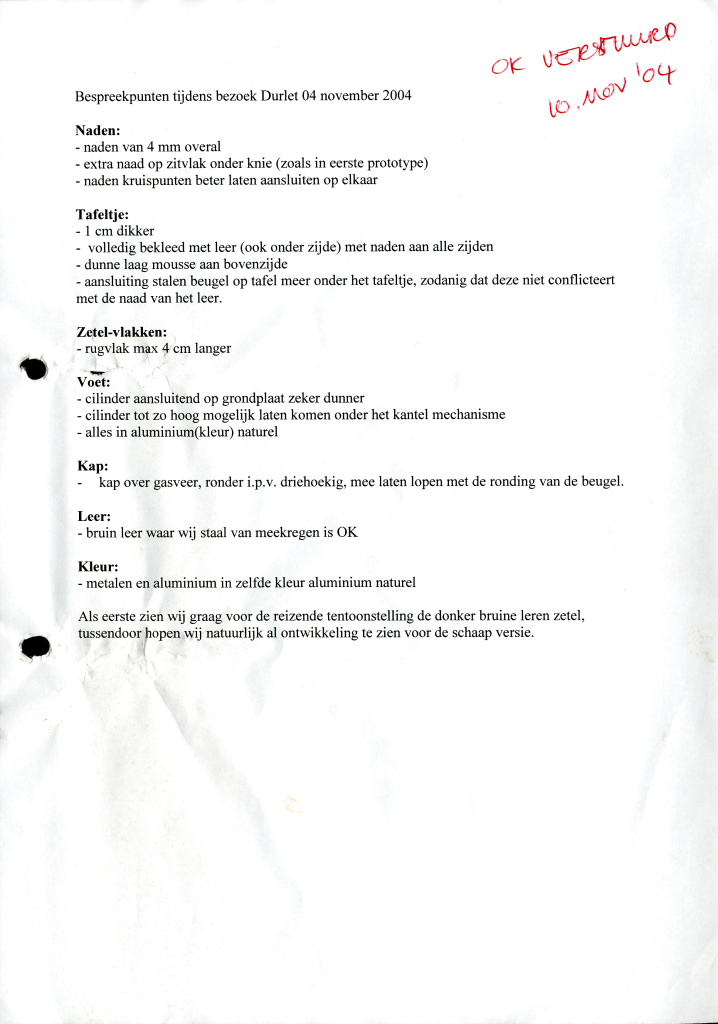 OK VERSTUURD
10. NOV '04
Bespreekpunten tijdens bezoek Durlet 04 november 2004
Naden:
- naden van 4 mm overal
- extra naad op zitvlak onder knie (zoals in eerste prototype)
- naden kruispunten beter laten aansluiten op elkaar
Tafeltje:
- 1 cm dikker
- volledig bekleed met leer (ook onder zijde) met naden aan alle zijden
- dunne laag mousse aan bovenzijde
- aansluiting stalen beugel op tafel meer onder het tafeltje, zodanig dat deze niet conflicteert
met de naad van het leer.
Zetel-vlakken:
- rugvlak max 4 cm langer
Voet:
- cilinder aansluitend op grondplaat zeker dunner
- cilinder tot zo hoog mogelijk laten komen onder het kantel mechanisme
- alles in aluminium(kleur) naturel
Kap:
- kap over gasveer, ronder i.p.v. driehoekig, mee laten lopen met de ronding van de beugel.
Leer:
- bruin leer waar wij staal van meekregen is OK
Kleur:
- metalen en aluminium in zelfde kleur aluminium naturel
Als eerste zien wij graag voor de reizende tentoonstelling de donker bruine leren zetel,
tussendoor hopen wij natuurlijk al ontwikkeling te zien voor de schaap versie.